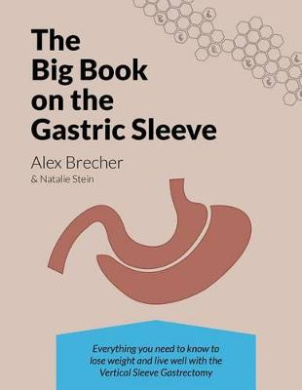 The
Big Book
on the
Gastric Sleeve
Alex Brecher
& Natalie Stein
Everything you need to know to
lose weight and live well with the
Vertical Sleeve Gastrectomy